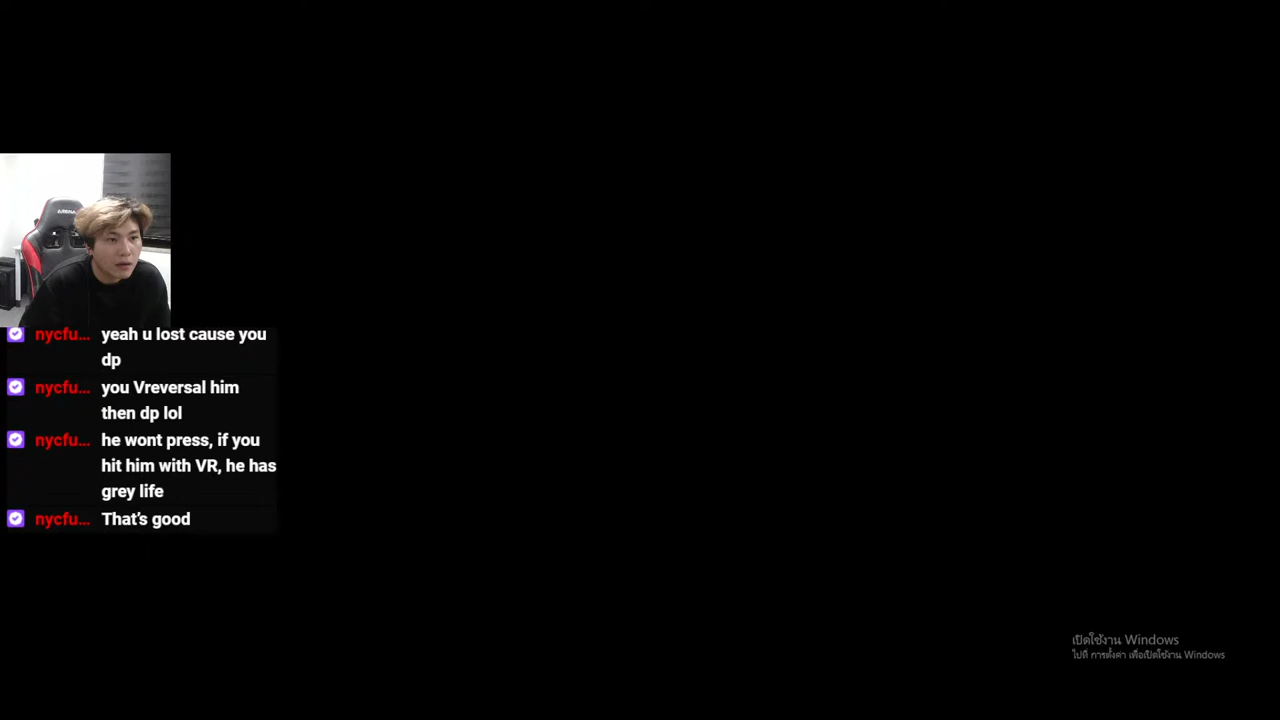 ARENA
nycfu... yeah u lost cause you
dp
nycfu... you Vreversal him
then dp lol
nycfu... he wont press, if you
hit him with VR, he has
grey life
nycfu... That's good
เปิดใช้งาน Windows
ไปที่ การตั้งค่า เพื่อเปิดใช้งาน Windows